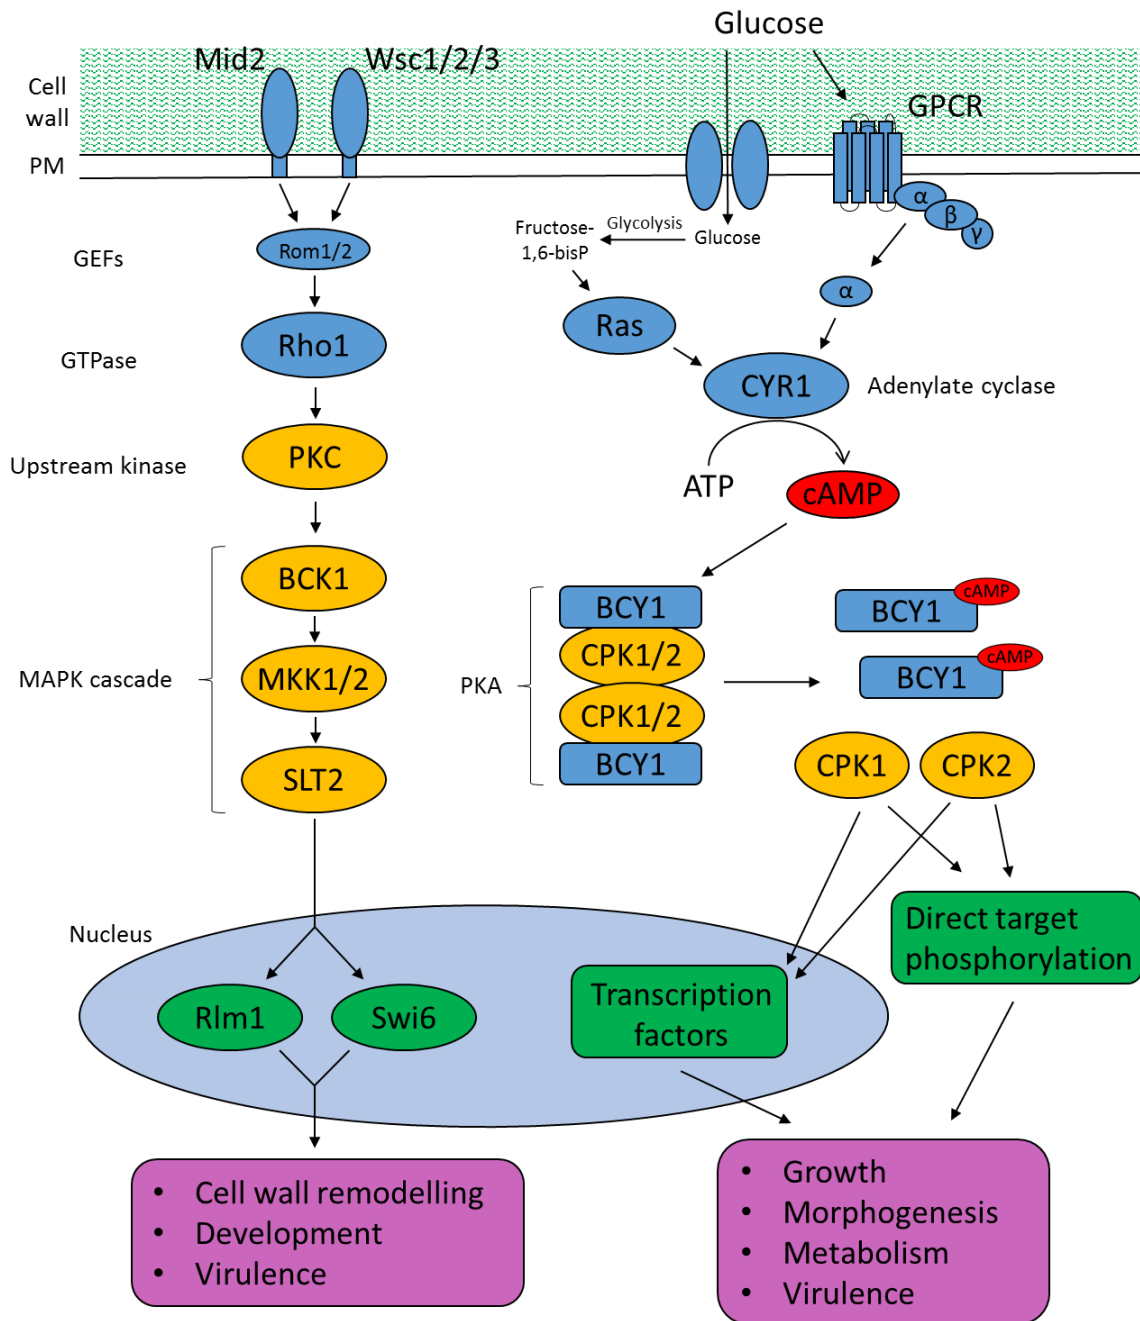 Glucose
Mid2
Wsc1/2/3
Cell
wall
GPCR
PM
α
β
γ
Fructose-
1,6-bisP
Glycolysis
Glucose
GEFs
Rom1/2
α
Ras
GTPase
Rho1
CYR1
Adenylate cyclase
Upstream kinase
PKC
ATP
cAMP
BCK1
BCY1
BCY1
cAMP
CPK1/2
MAPK cascade
MKK1/2
PKA
BCY1
cAMP
CPK1/2
SLT2
BCY1
CPK1
CPK2
Nucleus
Direct target
phosphorylation
Rlm1
Swi6
Transcription
factors
• Cell wall remodelling
• Development
• Virulence
• Growth
• Morphogenesis
• Metabolism
• Virulence